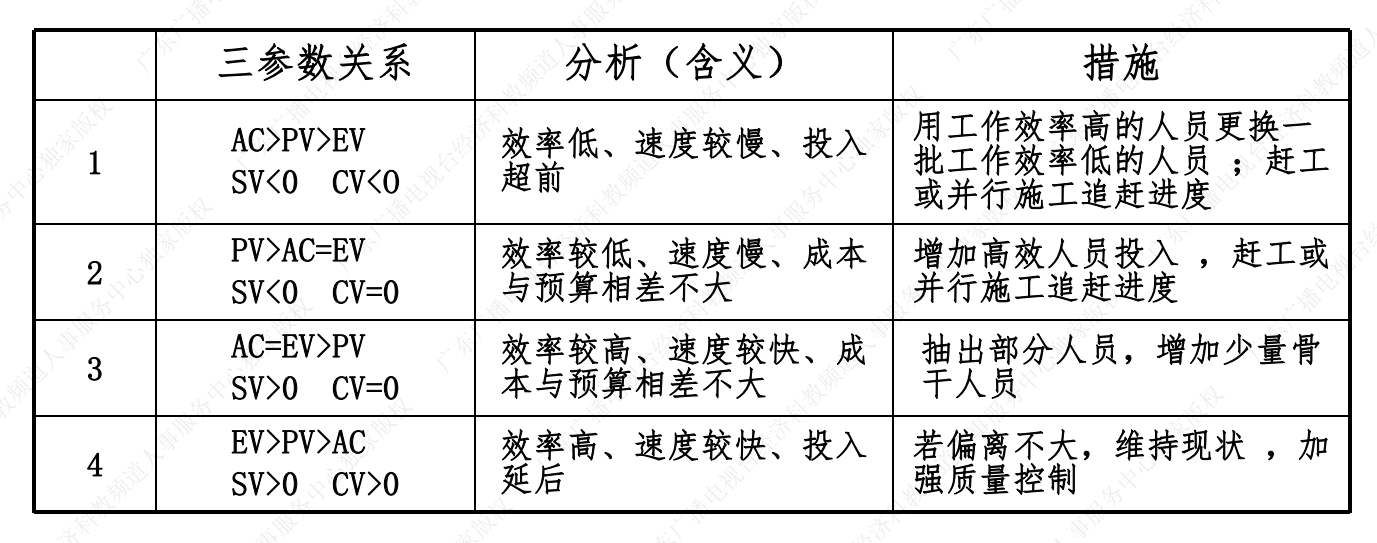 三参数关系 分析（含义） 措施
1
AC>PV>EV
SV<0 CV<0
效率低、速度较慢、投入
超前
用工作效率高的人员更换一
批工作效率低的人员 ；赶工
或并行施工追赶进度
2
PV>AC=EV
SV<0 CV=0
效率较低、速度慢、成本
与预算相差不大
增加高效人员投入 ，赶工或
并行施工追赶进度
3
AC=EV>PV
SV>0 CV=0
效率较高、速度较快、成
本与预算相差不大
抽出部分人员，增加少量骨
干人员
4
EV>PV>AC
SV>0 CV>0
效率高、速度较快、投入
延后
若偏离不大，维持现状 ，加
强质量控制